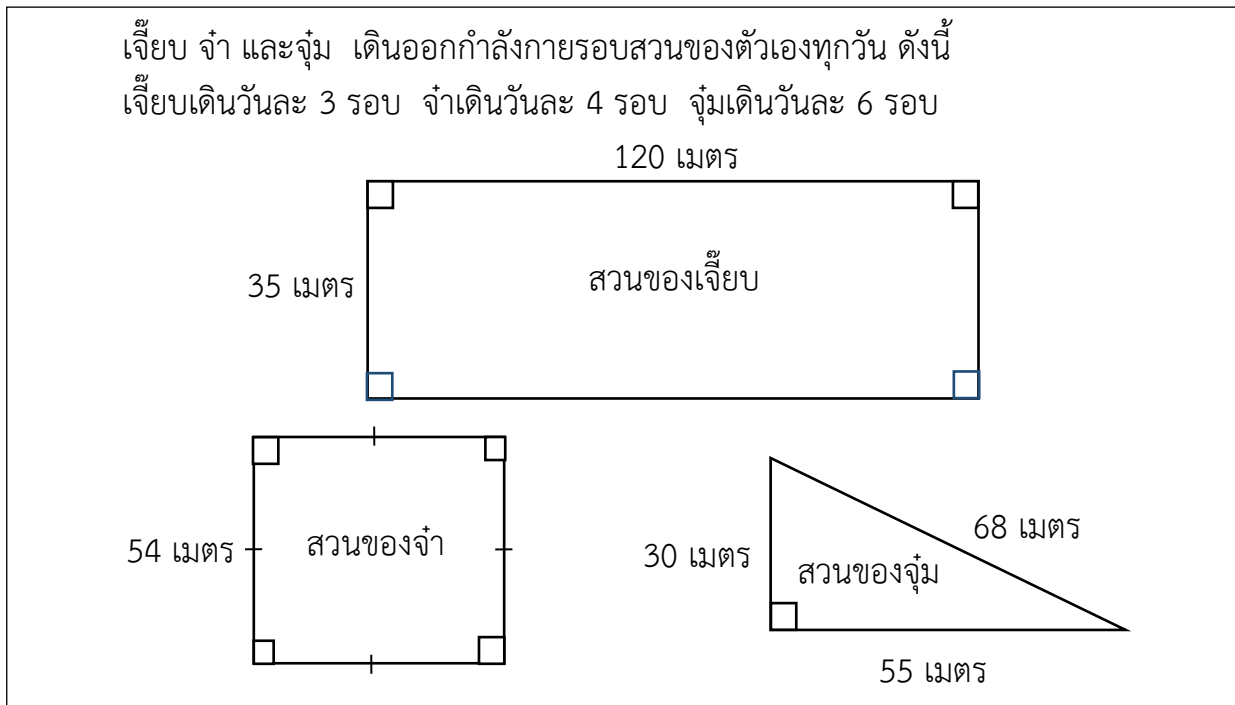 เจี๊ยบ จ๋า และจุ๋ม เดินออกกำลังกายรอบสวนของตัวเองทุกวัน ดังนี้
เจี๊ยบเดินวันละ 3 รอบ จ๋าเดินวันละ 4 รอบ จุ๋มเดินวันละ 6 รอบ
120 เมตร
35 เมตร
สวนของเจี๊ยบ
54 เมตร
สวนของจ๋า
30 เมตร
สวนของจุ๋ม
68 เมตร
55 เมตร